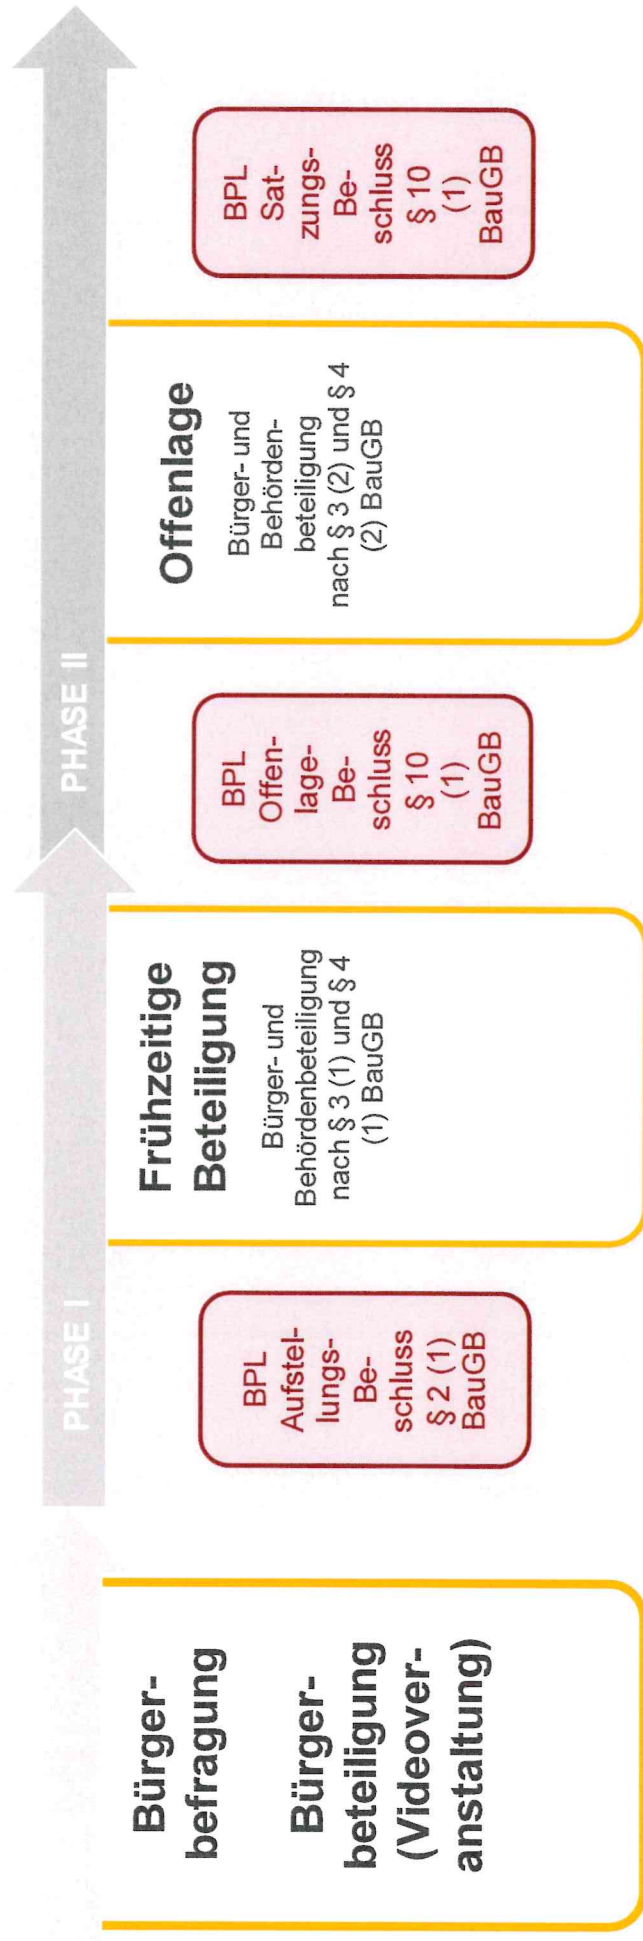 PHASE I
PHASE II
Bürger-
befragung
Bürger-
beteiligung
(Videover-
anstaltung)
BPL
Aufstel-
lungs-
Be-
schluss
§ 2 (1)
BauGB
Frühzeitige
Beteiligung
Bürger- und
Behördenbeteiligung
nach § 3 (1) und § 4
(1) BauGB
BPL
Offen-
lage-
Be-
schluss
§ 10
(1)
BauGB
Offenlage
Bürger- und
Behörden-
beteiligung
nach § 3 (2) und § 4
(2) BauGB
BPL
Sat-
zungs-
Be-
schluss
§ 10
(1)
BauGB